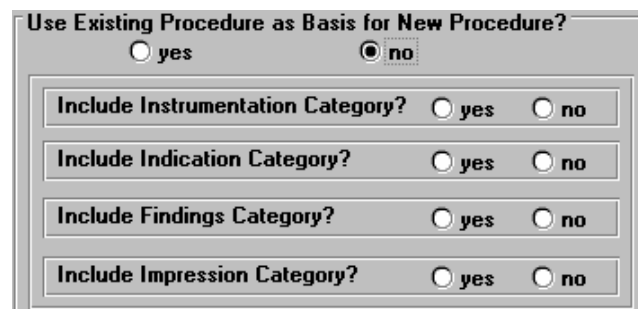 Use Existing Procedure as Basis for New Procedure?
yes no
Include Instrumentation Category? yes no
Include Indication Category? yes no
Include Findings Category? yes no
Include Impression Category? yes no